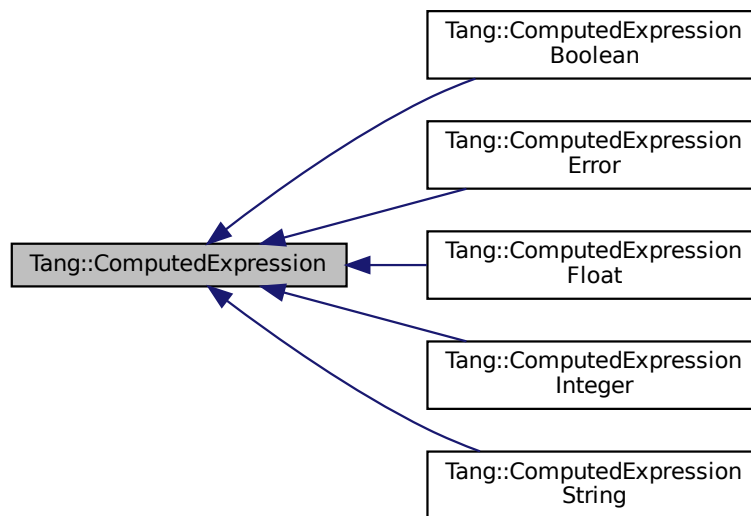 Tang::ComputedExpression
Boolean
Tang::ComputedExpression
Error
Tang::ComputedExpression
Tang::ComputedExpression
Float
Tang::ComputedExpression
Integer
Tang::ComputedExpression
String